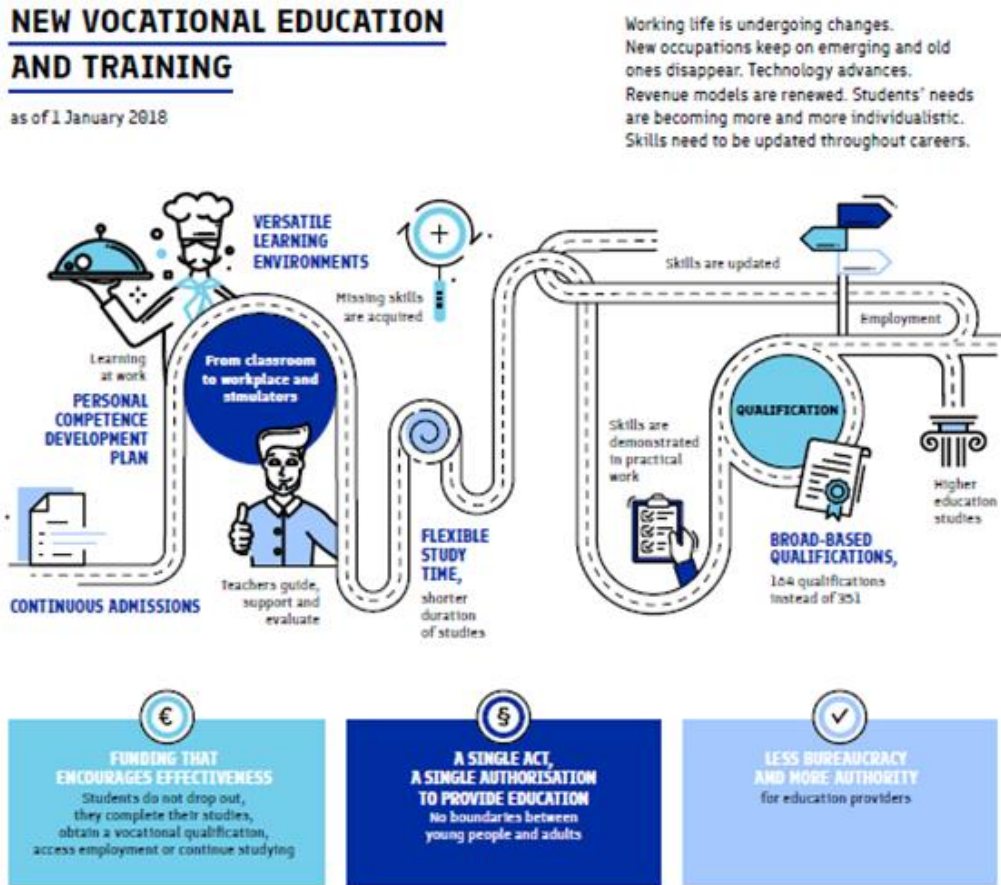 NEW VOCATIONAL EDUCATION
AND TRAINING
as of 1 January 2018
Working life is undergoing changes.
New occupations keep on emerging and old
ones disappear. Technology advances.
Revenue models are renewed. Students' needs
are becoming more and more individualistic.
Skills need to be updated throughout careers.
VERSATILE
LEARNING
ENVIRONMENTS
Missing skills
are acquired
Skills are updated
Employment
Learning
at work
From classroom
to workplace and
simulators
PERSONAL
COMPETENCE
DEVELOPMENT
PLAN
QUALIFICATION
Skills are
demonstrated
in practical
work
Higher
education
studies
FLEXIBLE
STUDY
TIME,
shorter
duration
of studies
BROAD-BASED
QUALIFICATIONS,
164 qualifications
instead of 351
CONTINUOUS ADMISSIONS
Teachers guide,
support and
evaluate
€
FUNDING THAT
ENCOURAGES EFFECTIVENESS
Students do not drop out,
they complete their studies,
obtain a vocational qualification,
access employment or continue studying
§
A SINGLE ACT,
A SINGLE AUTHORISATION
TO PROVIDE EDUCATION
No boundaries between
young people and adults
LESS BUREAUCRACY
AND MORE AUTHORITY
for education providers